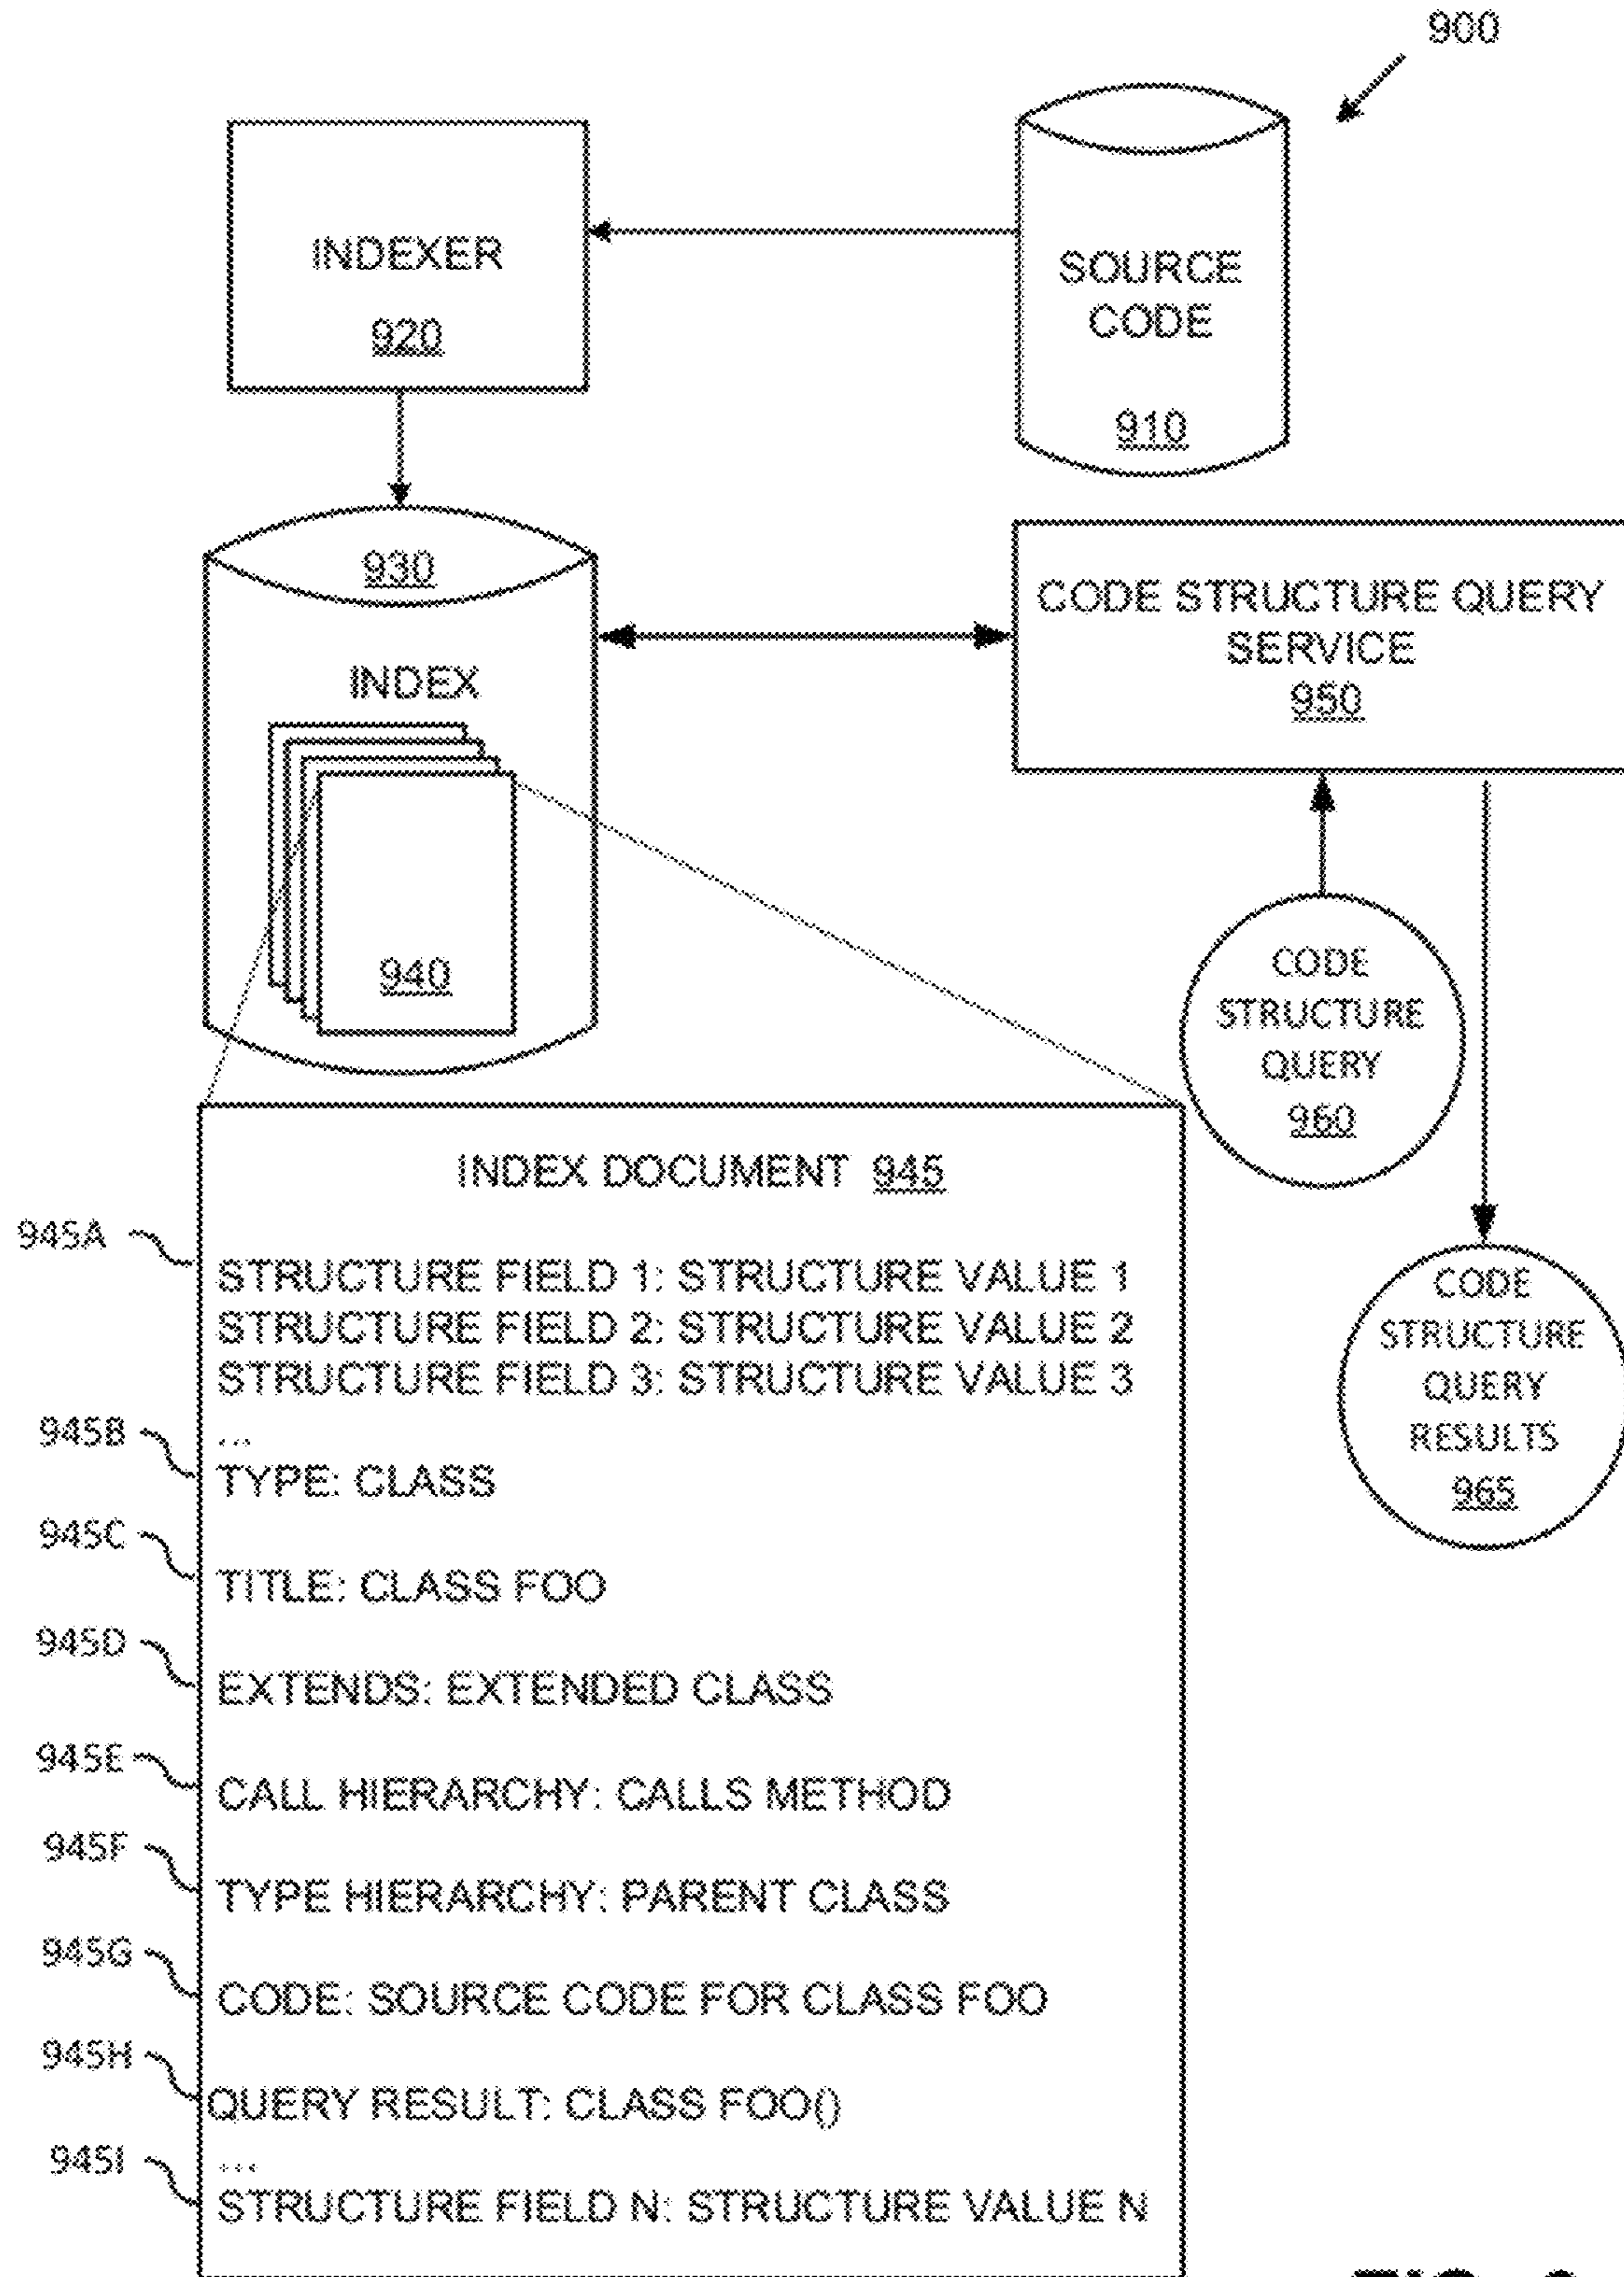 900
INDEXER
920
SOURCE
CODE
910
930
INDEX
940
CODE STRUCTURE QUERY
SERVICE
950
CODE
STRUCTURE
QUERY
960
CODE
STRUCTURE
QUERY
RESULTS
965
INDEX DOCUMENT 945
945A
STRUCTURE FIELD 1: STRUCTURE VALUE 1
STRUCTURE FIELD 2: STRUCTURE VALUE 2
STRUCTURE FIELD 3: STRUCTURE VALUE 3
...
945B
TYPE: CLASS
945C
TITLE: CLASS FOO
945D
EXTENDS: EXTENDED CLASS
945E
CALL HIERARCHY: CALLS METHOD
945F
TYPE HIERARCHY: PARENT CLASS
945G
CODE: SOURCE CODE FOR CLASS FOO
945H
QUERY RESULT: CLASS FOO()
...
945I
STRUCTURE FIELD N: STRUCTURE VALUE N